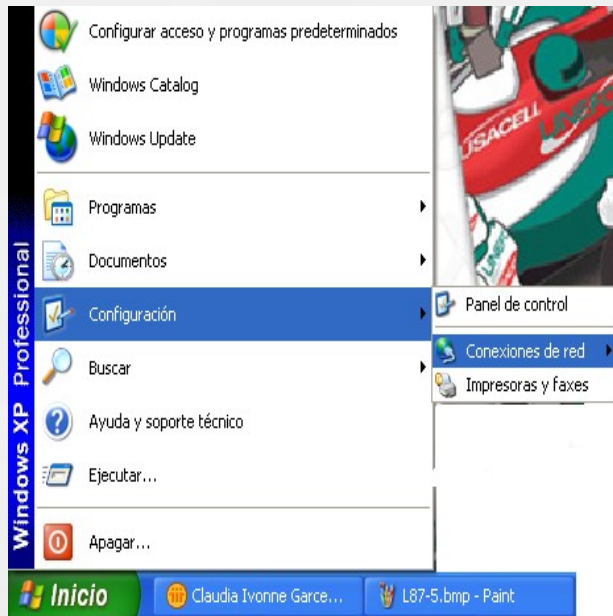 Configurar acceso y programas predeterminados
Windows Catalog
Windows Update
Programas
Documentos
Configuración
Buscar
Ayuda y soporte técnico
Ejecutar...
Apagar...
Windows XP Professional
Panel de control
Conexiones de red
Impresoras y faxes
USACELL
Inicio
Claudia Ivonne Garce...
L87-5.bmp - Paint